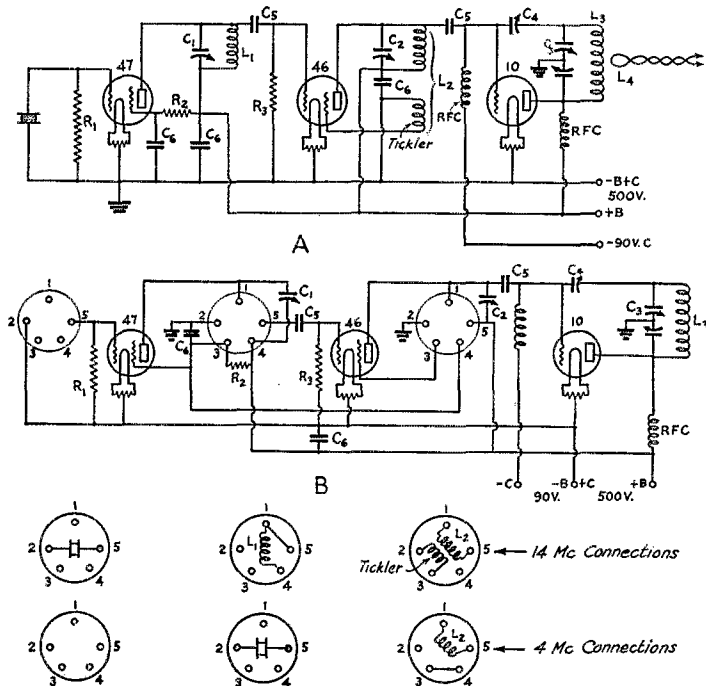 47
C1
L1
C5
46
C2
C6
L2
C5
C4
10
L3
L4
R1
R2
C6
C6
R3
Tickler
RFC
RFC
-B+C
500V.
+B
-90V.C
A
1
2
5
3
4
47
R1
C6
1
2
5
3
4
R2
C1
C5
46
R3
C6
1
2
5
3
4
C2
C5
C4
10
C3
RFC
B
-C
90V.
-B
+C
500V.
+B
1
2
5
3
4
1
L1
2
5
3
4
1
L2
2
5
Tickler
3
4
14 Mc Connections
1
2
5
3
4
1
2
5
3
4
1
L2
2
5
3
4
4 Mc Connections